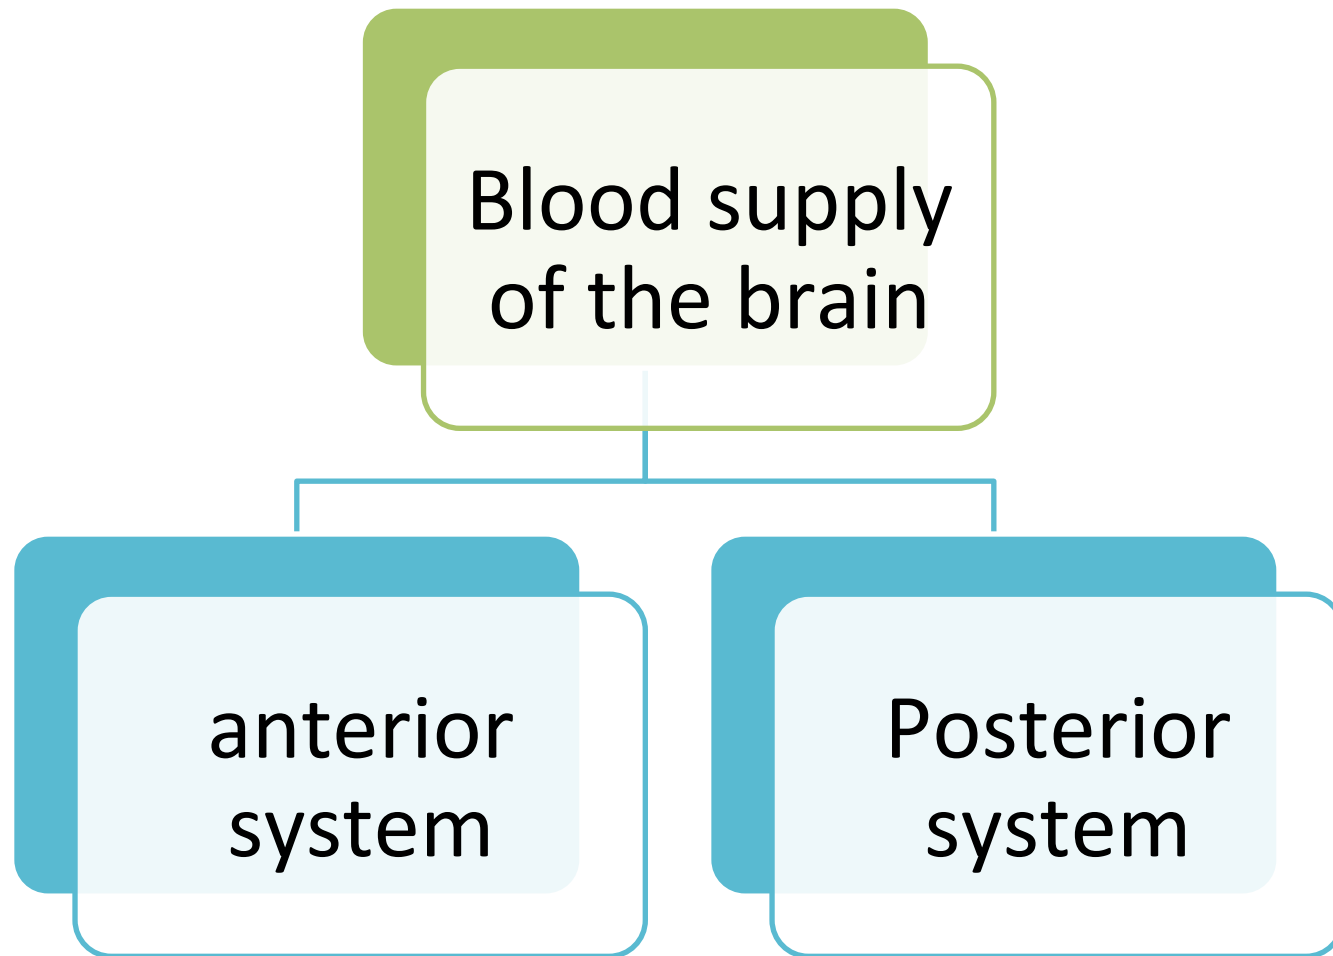 Blood supply
of the brain
anterior
system
Posterior
system